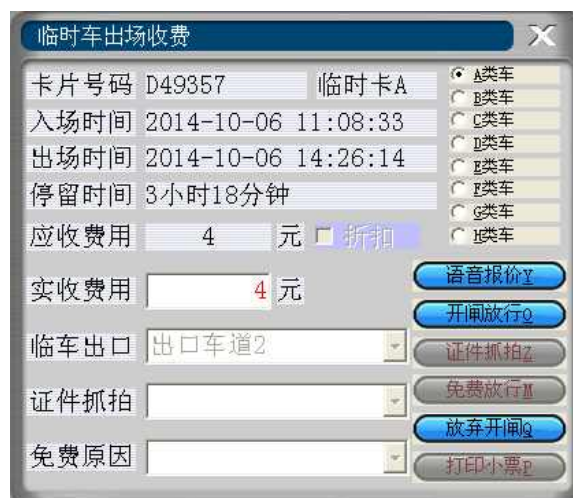 临时车出场收费
卡片号码 D49357 临时卡A
入场时间 2014-10-06 11:08:33
出场时间 2014-10-06 14:26:14
停留时间 3小时18分钟
应收费用 4 元 折扣
实收费用 4 元
临车出口 出口车道2
证件抓拍
免费原因
A类车
B类车
C类车
D类车
E类车
F类车
G类车
H类车
语音报价Y
开闸放行O
证件抓拍Z
免费放行M
放弃开闸Q
打印小票P